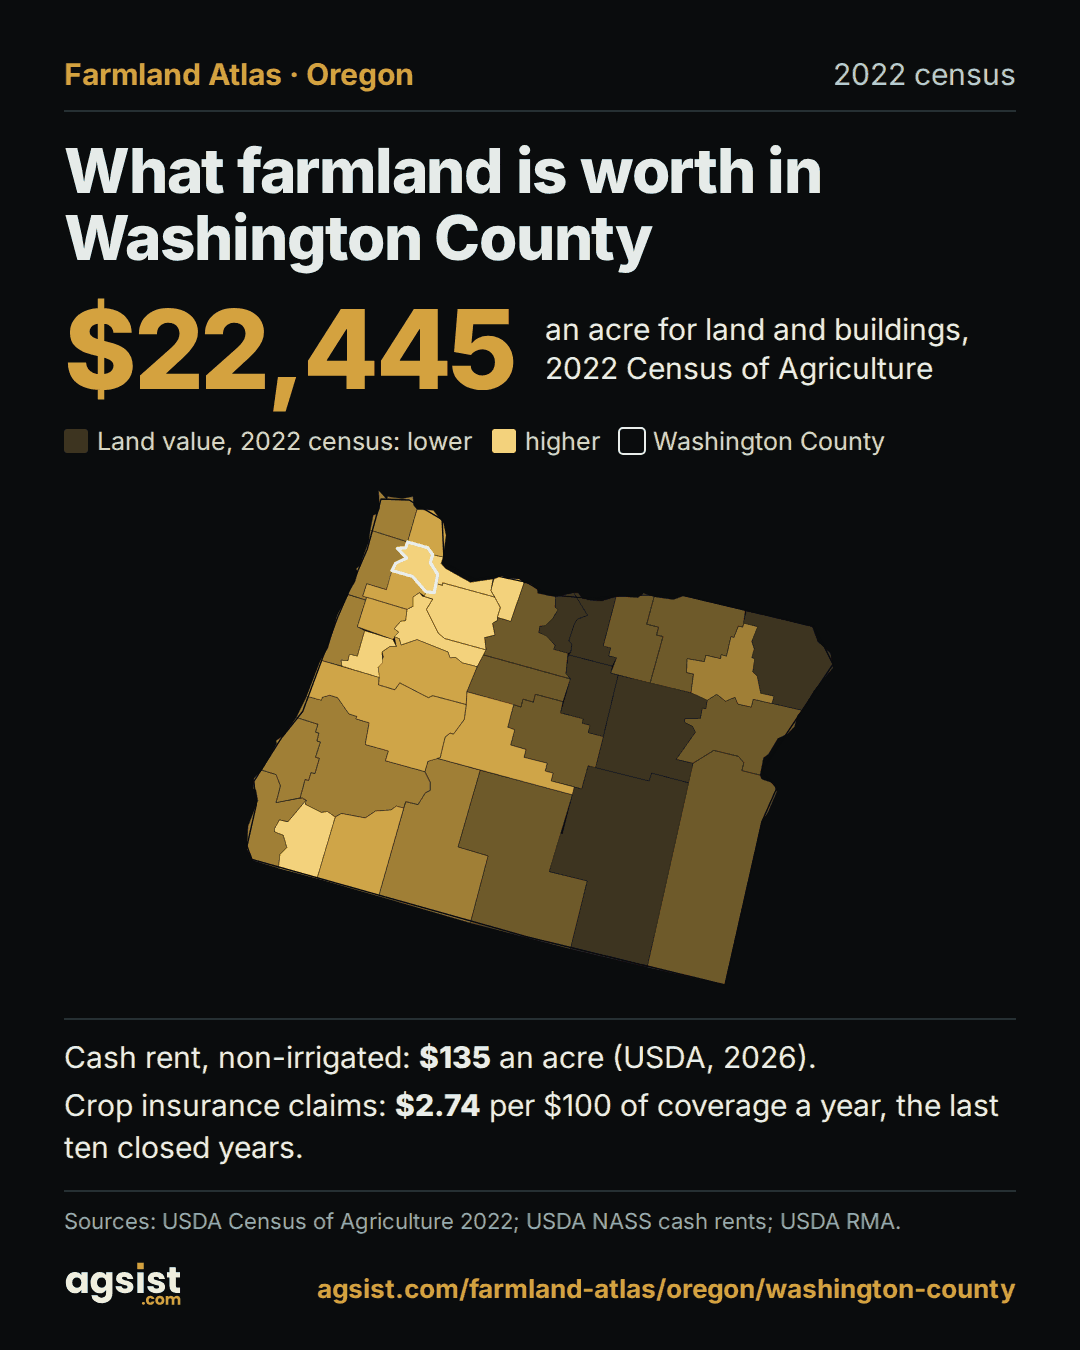 Farmland Atlas · Oregon
2022 census
What farmland is worth in
Washington County
$22,445
an acre for land and buildings,
2022 Census of Agriculture
Land value, 2022 census: lower
higher
Washington County
Cash rent, non-irrigated: $135 an acre (USDA, 2026).
Crop insurance claims: $2.74 per $100 of coverage a year, the last
ten closed years.
Sources: USDA Census of Agriculture 2022; USDA NASS cash rents; USDA RMA.
agsist
.com
agsist.com/farmland-atlas/oregon/washington-county